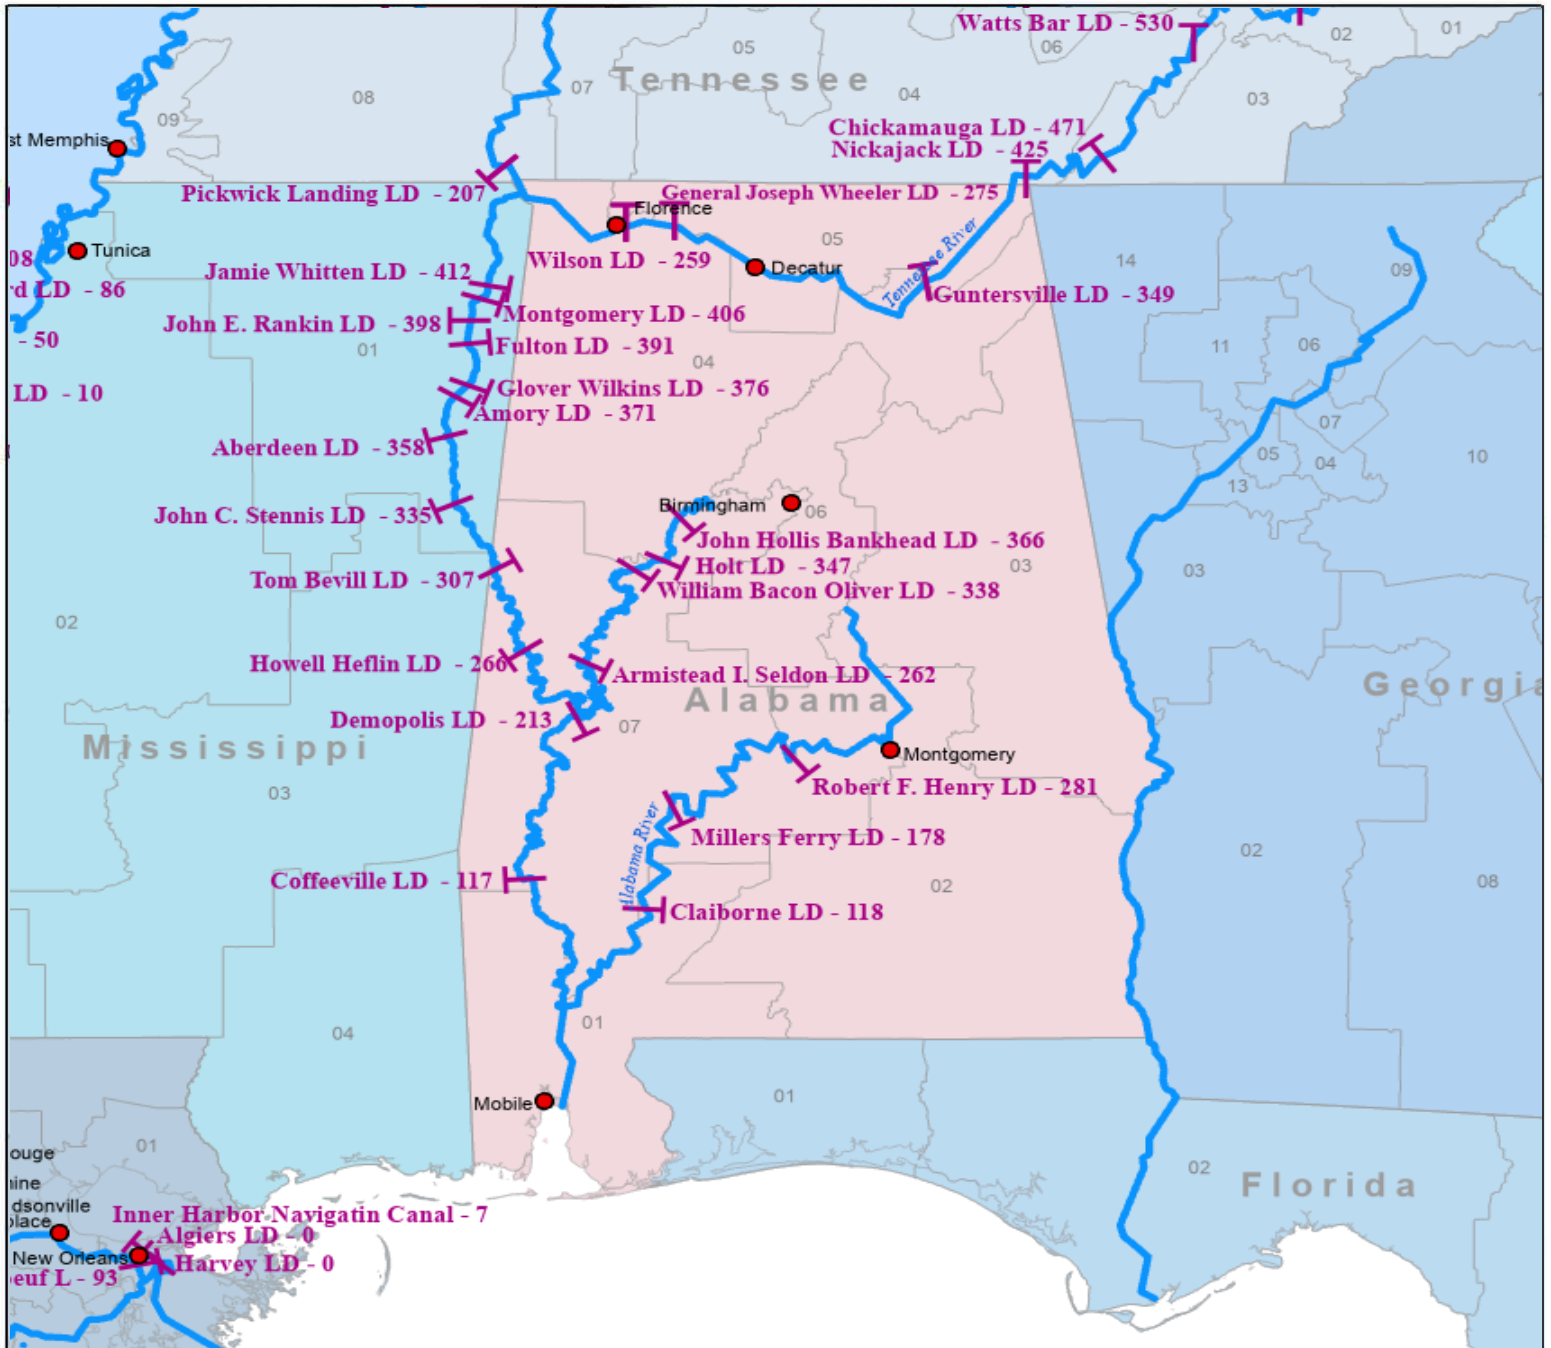 Watts Bar LD - 530
02
01
05
06
Tennessee
07
08
04
03
09
st Memphis
Chickamauga LD - 471
Nickajack LD - 425
Pickwick Landing LD - 207
General Joseph Wheeler LD - 275
Florence
Tunica
Wilson LD - 259
05
Decatur
Tennessee River
14
09
08
Jamie Whitten LD - 412
rd LD - 86
Guntersville LD - 349
Montgomery LD - 406
John E. Rankin LD - 398
- 50
01
Fulton LD - 391
11
06
04
LD - 10
Glover Wilkins LD - 376
Amory LD - 371
07
Aberdeen LD - 358
05
04
10
13
Birmingham
06
John C. Stennis LD - 335
John Hollis Bankhead LD - 366
Holt LD - 347
03
03
Tom Bevill LD - 307
William Bacon Oliver LD - 338
02
Howell Heflin LD - 266
Armistead I. Seldon LD - 262
Alabama
Georgia
Demopolis LD - 213
07
Mississippi
Montgomery
03
Robert F. Henry LD - 281
Alabama River
Millers Ferry LD - 178
02
Coffeeville LD - 117
02
08
Claiborne LD - 118
01
04
01
Mobile
01
ouge
02
nine
Florida
dsonville
place
Inner Harbor Navigatin Canal - 7
Algiers LD - 0
New Orleans
Harvey LD - 0
oeuf L - 93